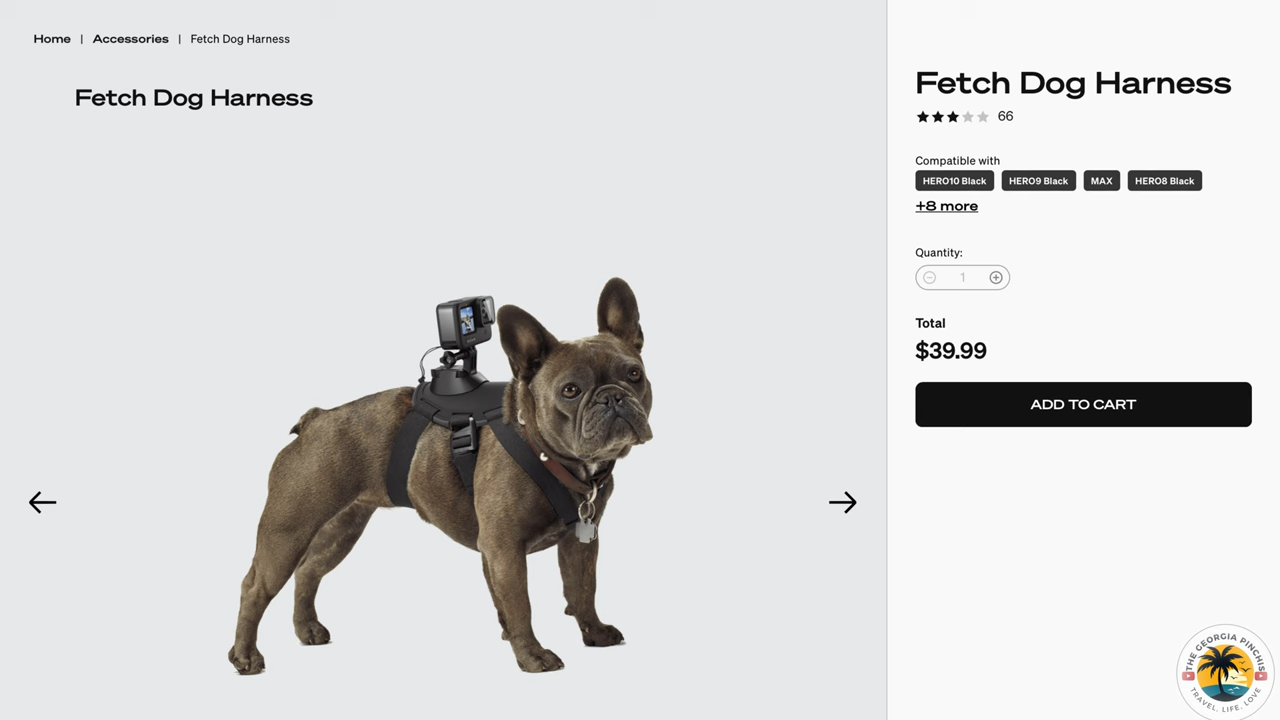 Home | Accessories | Fetch Dog Harness
Fetch Dog Harness
Fetch Dog Harness
66
Compatible with
HERO10 Black HERO9 Black MAX HERO8 Black
+8 more
Quantity:
1
Total
$39.99
ADD TO CART
THE GEORGIA PINCHIS
TRAVEL. LIFE. LOVE